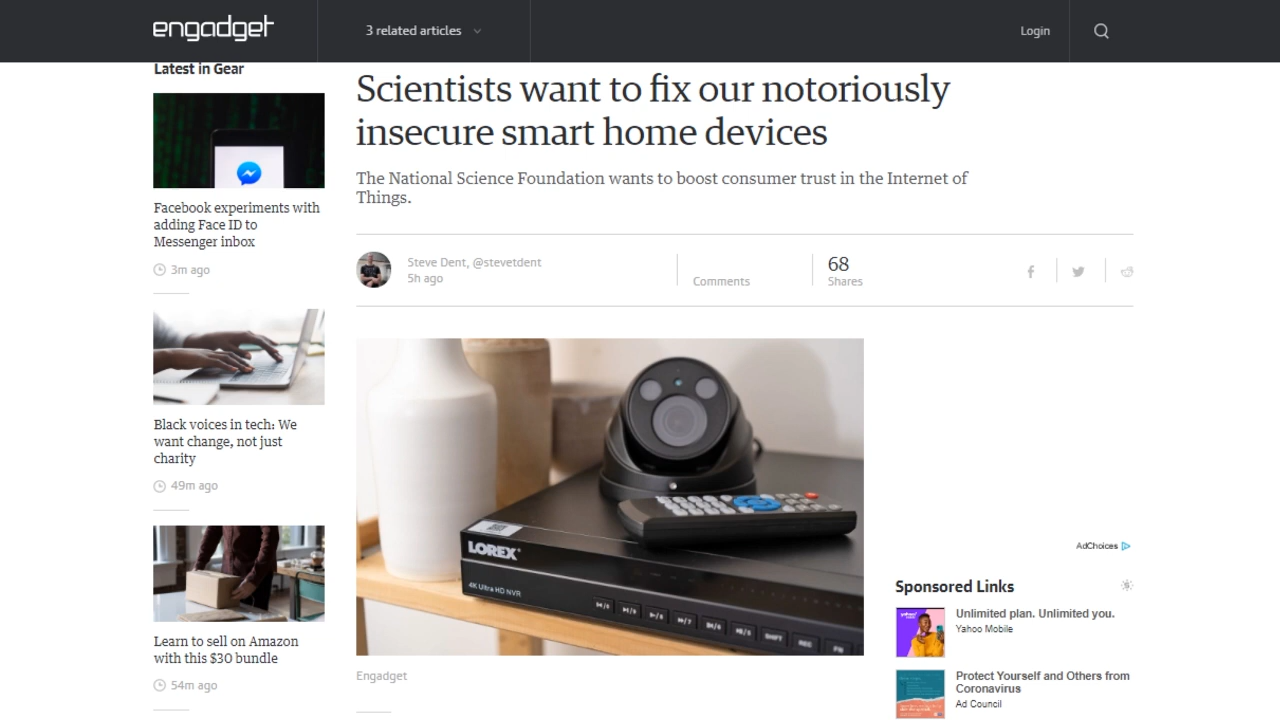 engadget
3 related articles
Login
Latest in Gear
Facebook experiments with
adding Face ID to
Messenger inbox
3m ago
Black voices in tech: We
want change, not just
charity
49m ago
Learn to sell on Amazon
with this $30 bundle
54m ago
Scientists want to fix our notoriously
insecure smart home devices
The National Science Foundation wants to boost consumer trust in the Internet of
Things.
Steve Dent, @stevetdent
5h ago
Comments
68
Shares
LOREX
4K Ultra HD NVR
SHIFT
REC
Engadget
AdChoices
Sponsored Links
yahoo!
Unlimited plan. Unlimited you.
Yahoo Mobile
Protect Yourself and Others from
Coronavirus
Ad Council